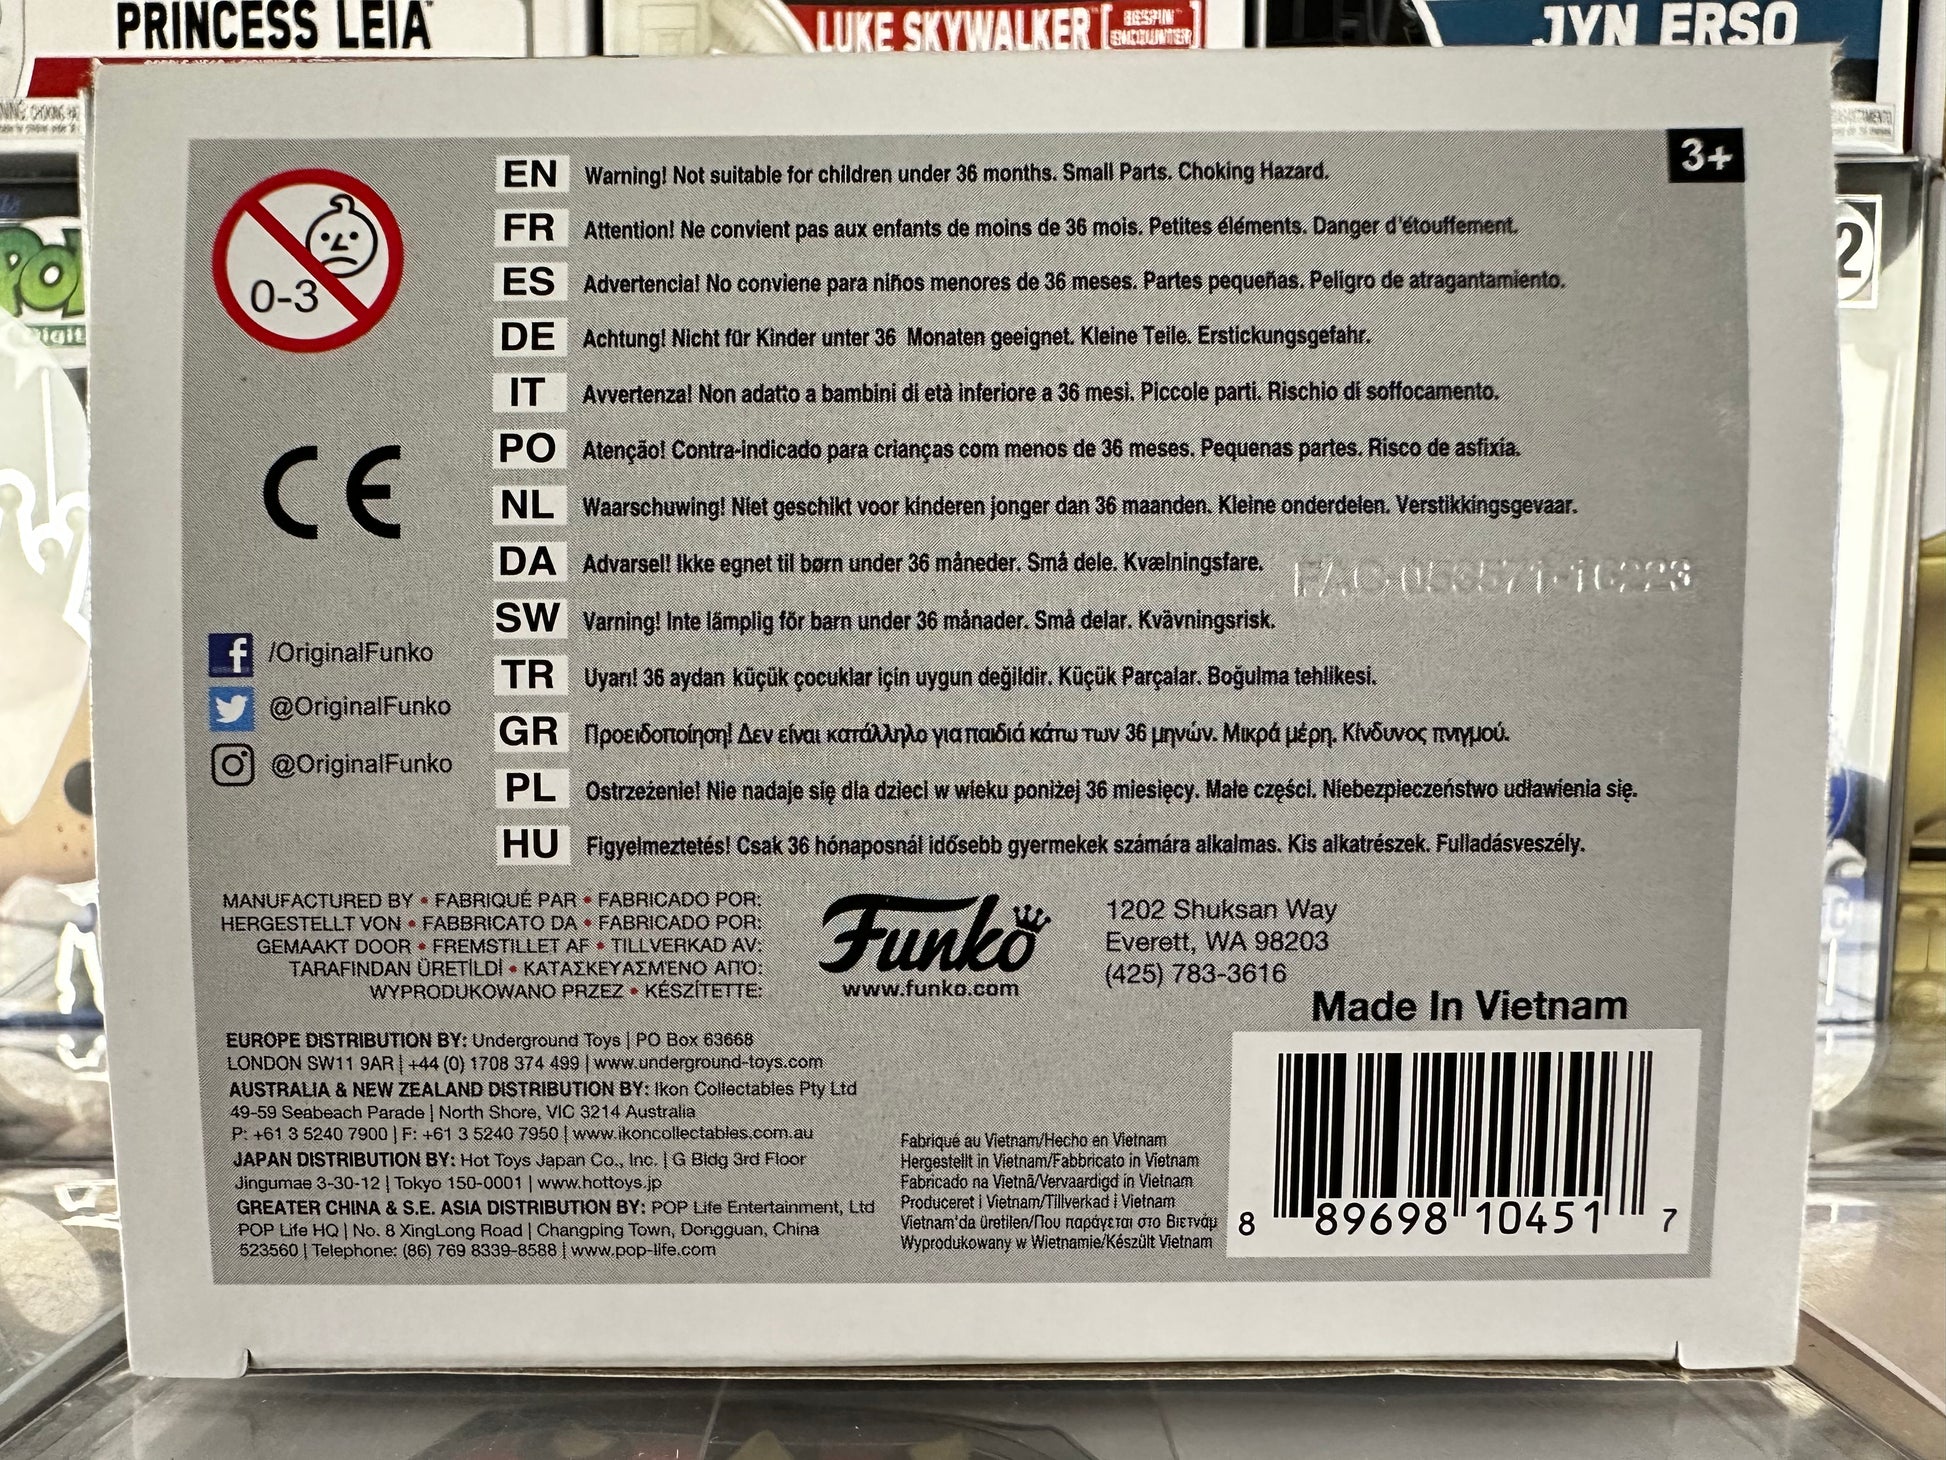 PRINCESS LEIA™
LUKE SKYWALKER [BESPIN ENCOUNTER]
JYN ERSO
3+
0-3
EN Warning! Not suitable for children under 36 months. Small Parts. Choking Hazard.
FR Attention! Ne convient pas aux enfants de moins de 36 mois. Petites éléments. Danger d'étouffement.
ES Advertencia! No conviene para niños menores de 36 meses. Partes pequeñas. Peligro de atragantamiento.
DE Achtung! Nicht für Kinder unter 36 Monaten geeignet. Kleine Teile. Erstickungsgefahr.
IT Avvertenza! Non adatto a bambini di età inferiore a 36 mesi. Piccole parti. Rischio di soffocamento.
PO Atenção! Contra-indicado para crianças com menos de 36 meses. Pequenas partes. Risco de asfixia.
NL Waarschuwing! Niet geschikt voor kinderen jonger dan 36 maanden. Kleine onderdelen. Verstikkingsgevaar.
DA Advarsel! Ikke egnet til børn under 36 måneder. Små dele. Kvælningsfare.
SW Varning! Inte lämplig för barn under 36 månader. Små delar. Kvävningsrisk.
TR Uyarı! 36 aydan küçük çocuklar için uygun değildir. Küçük Parçalar. Boğulma tehlikesi.
GR Προειδοποίηση! Δεν είναι κατάλληλο για παιδιά κάτω των 36 μηνών. Μικρά μέρη. Κίνδυνος πνιγμού.
PL Ostrzeżenie! Nie nadaje się dla dzieci w wieku poniżej 36 miesięcy. Małe części. Niebezpieczeństwo udławienia się.
HU Figyelmeztetés! Csak 36 hónaposnál idősebb gyermekek számára alkalmas. Kis alkatrészek. Fulladásveszély.
CE
/OriginalFunko
@OriginalFunko
@OriginalFunko
MANUFACTURED BY • FABRIQUÉ PAR • FABRICADO POR:
HERGESTELLT VON • FABBRICATO DA • FABRICADO POR:
GEMAAKT DOOR • FREMSTILLET AF • TILLVERKAD AV:
TARAFINDAN ÜRETİLDİ • ΚΑΤΑΣΚΕΥΑΣΜΈΝΟ ΑΠΌ:
WYPRODUKOWANO PRZEZ • KÉSZÍTETTE:
Funko
www.funko.com
1202 Shuksan Way
Everett, WA 98203
(425) 783-3616
Made In Vietnam
EUROPE DISTRIBUTION BY: Underground Toys | PO Box 63668
LONDON SW11 9AR | +44 (0) 1708 374 499 | www.underground-toys.com
AUSTRALIA & NEW ZEALAND DISTRIBUTION BY: Ikon Collectables Pty Ltd
49-59 Seabeach Parade | North Shore, VIC 3214 Australia
P: +61 3 5240 7900 | F: +61 3 5240 7950 | www.ikoncollectables.com.au
JAPAN DISTRIBUTION BY: Hot Toys Japan Co., Inc. | G Bldg 3rd Floor
Jingumae 3-30-12 | Tokyo 150-0001 | www.hottoys.jp
GREATER CHINA & S.E. ASIA DISTRIBUTION BY: POP Life Entertainment, Ltd
POP Life HQ | No. 8 XingLong Road | Changping Town, Dongguan, China
523560 | Telephone: (86) 769 8339-8588 | www.pop-life.com
Fabriqué au Vietnam/Hecho en Vietnam
Hergestellt in Vietnam/Fabbricato in Vietnam
Fabricado na Vietnã/Vervaardigd in Vietnam
Produceret i Vietnam/Tillverkad i Vietnam
Vietnam'da üretilen/Που παράγεται στο Βιετνάμ
Wyprodukowany w Wietnamie/Készült Vietnam
8 89698 10451 7